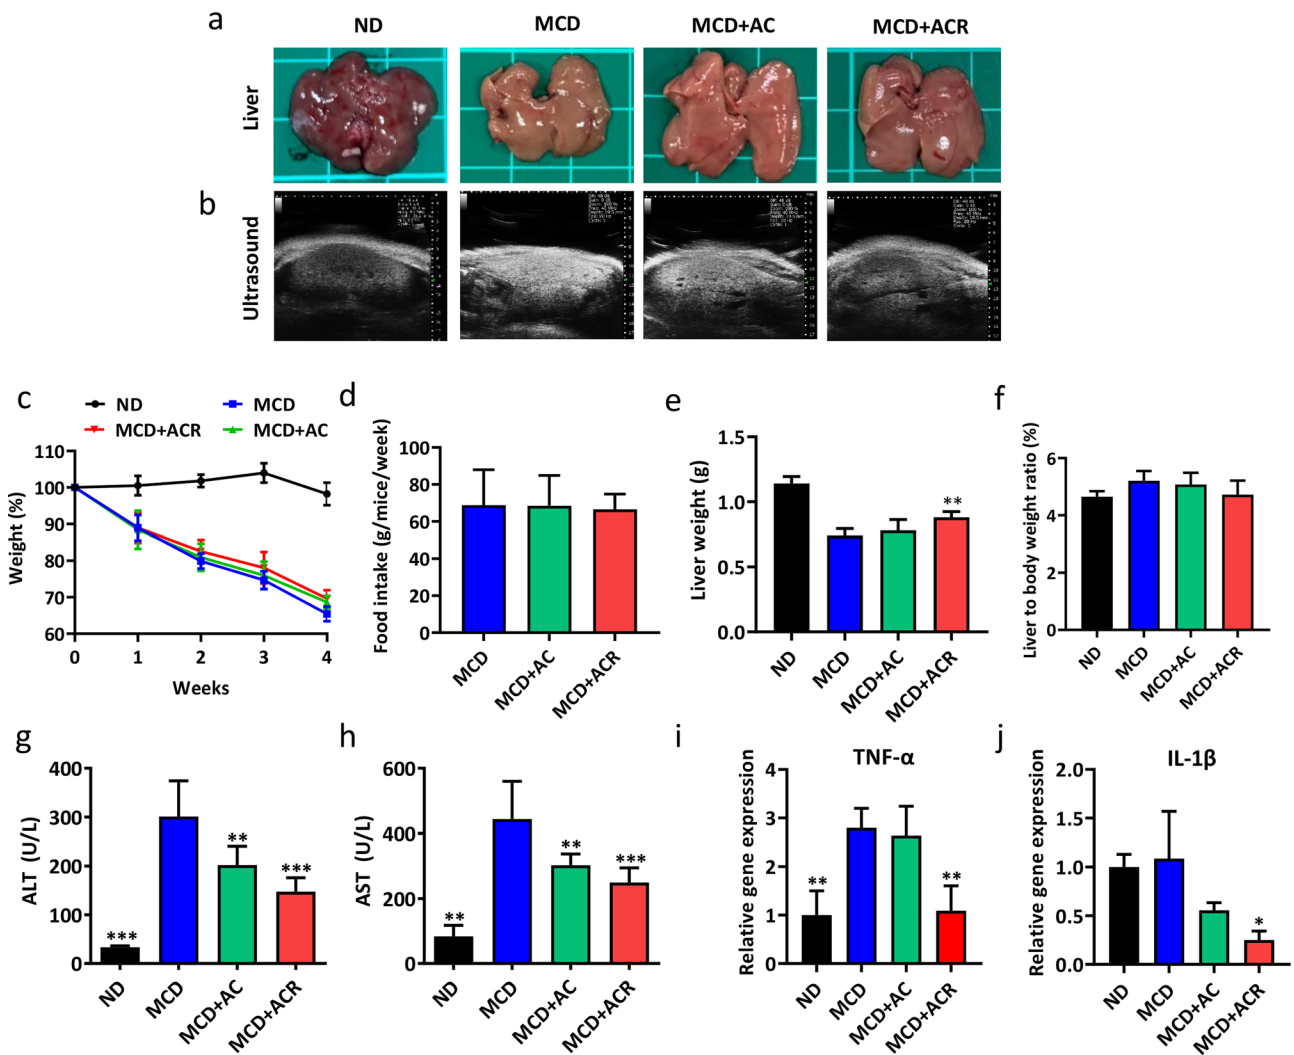 a
ND
MCD
MCD+AC
MCD+ACR
Liver
b
Ultrasound
c
ND
MCD
MCD+ACR
MCD+AC
Weight (%)
110
100
90
80
70
60
0 1 2 3 4
Weeks
d
Food intake (g/mice/week)
100
80
60
40
20
0
MCD
MCD+AC
MCD+ACR
e
Liver weight (g)
1.5
1.0
0.5
0.0
**
ND
MCD
MCD+AC
MCD+ACR
f
Liver to body weight ratio (%)
6
4
2
0
ND
MCD
MCD+AC
MCD+ACR
g
ALT (U/L)
400
300
200
100
0
***
**
***
ND
MCD
MCD+AC
MCD+ACR
h
AST (U/L)
600
400
200
0
**
**
***
ND
MCD
MCD+AC
MCD+ACR
i
TNF-α
Relative gene expression
4
3
2
1
0
**
**
ND
MCD
MCD+AC
MCD+ACR
j
IL-1β
Relative gene expression
2.0
1.5
1.0
0.5
0.0
*
ND
MCD
MCD+AC
MCD+ACR